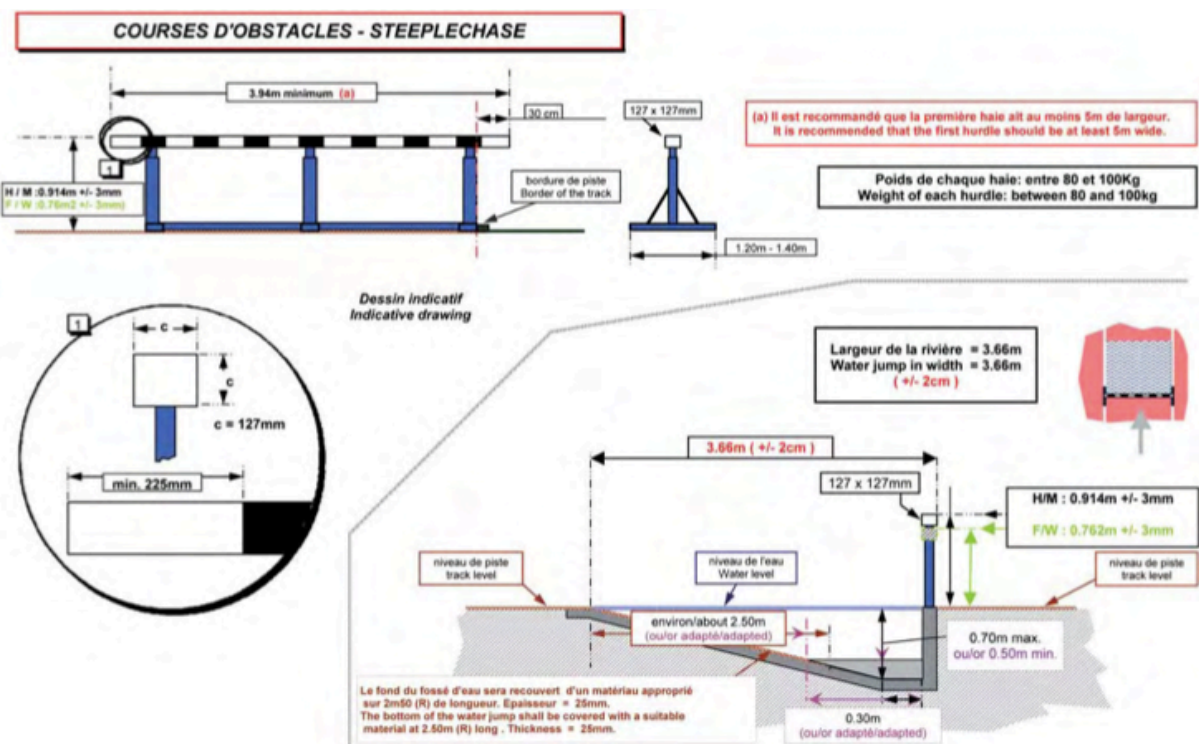 COURSES D'OBSTACLES - STEEPLECHASE
3.94m minimum (a)
30 cm
127 x 127mm
(a) Il est recommandé que la première haie ait au moins 5m de largeur.
It is recommended that the first hurdle should be at least 5m wide.
1
H / M :0.914m +/- 3mm
F / W :0.76m2 +/- 3mm)
bordure de piste
Border of the track
Poids de chaque haie: entre 80 et 100Kg
Weight of each hurdle: between 80 and 100kg
1.20m - 1.40m
Dessin indicatif
Indicative drawing
1
c
c
c = 127mm
min. 225mm
Largeur de la rivière = 3.66m
Water jump in width = 3.66m
( +/- 2cm )
3.66m ( +/- 2cm )
127 x 127mm
H/M : 0.914m +/- 3mm
F/W : 0.762m +/- 3mm
niveau de piste
track level
niveau de l'eau
Water level
niveau de piste
track level
environ/about 2.50m
(ou/or adapté/adapted)
0.70m max.
ou/or 0.50m min.
Le fond du fossé d'eau sera recouvert d'un matériau approprié
sur 2m50 (R) de longueur. Epaisseur = 25mm.
The bottom of the water jump shall be covered with a suitable
material at 2.50m (R) long . Thickness = 25mm.
0.30m
(ou/or adapté/adapted)